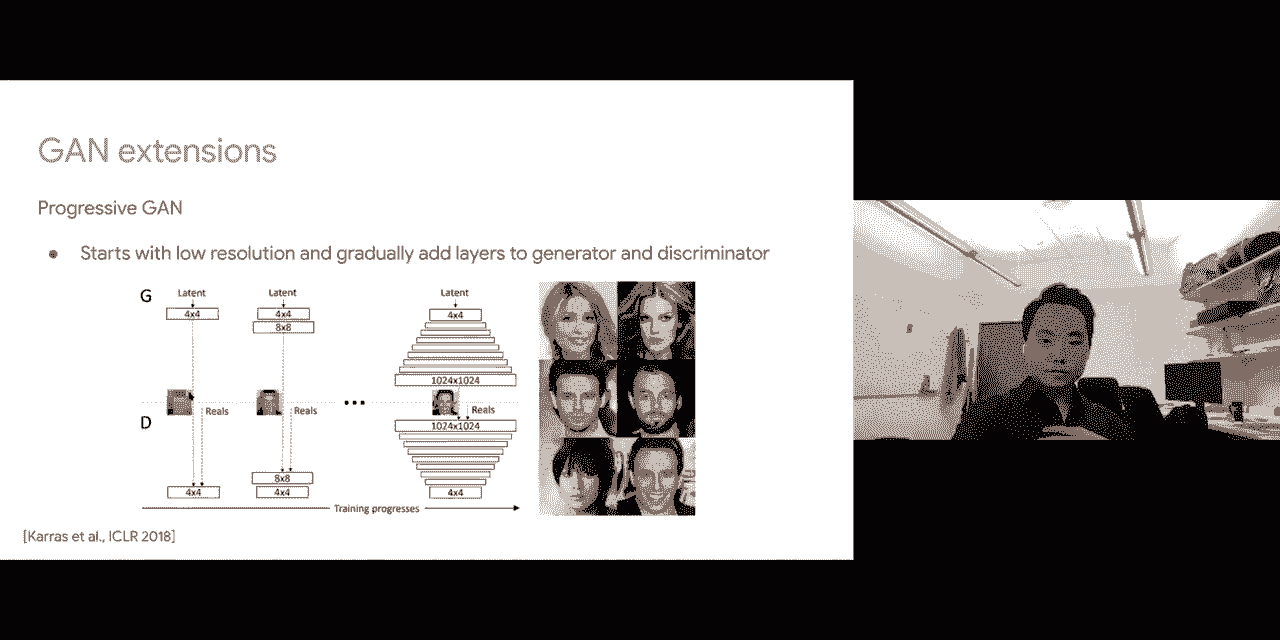 GAN extensions
Progressive GAN
Starts with low resolution and gradually add layers to generator and discriminator
G Latent Latent Latent
4x4 4x4 4x4
8x8
1024x1024
Reals Reals Reals
D 1024x1024
8x8
4x4 4x4 4x4
Training progresses
[Karras et al., ICLR 2018]